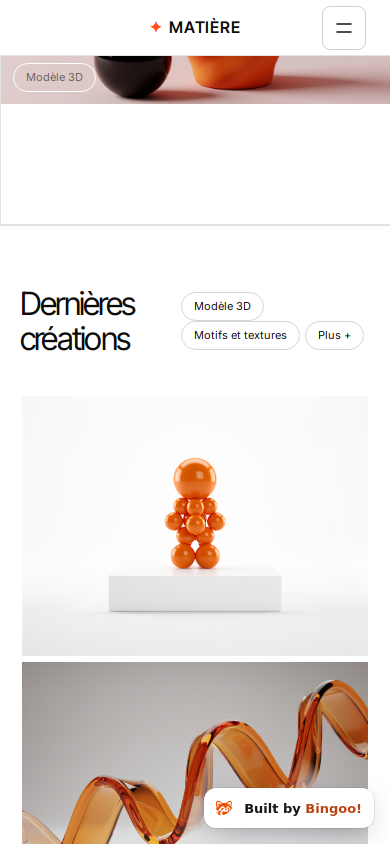 MATIÈRE
Modèle 3D
Dernières
créations
Modèle 3D
Motifs et textures
Plus +
Built by Bingoo!